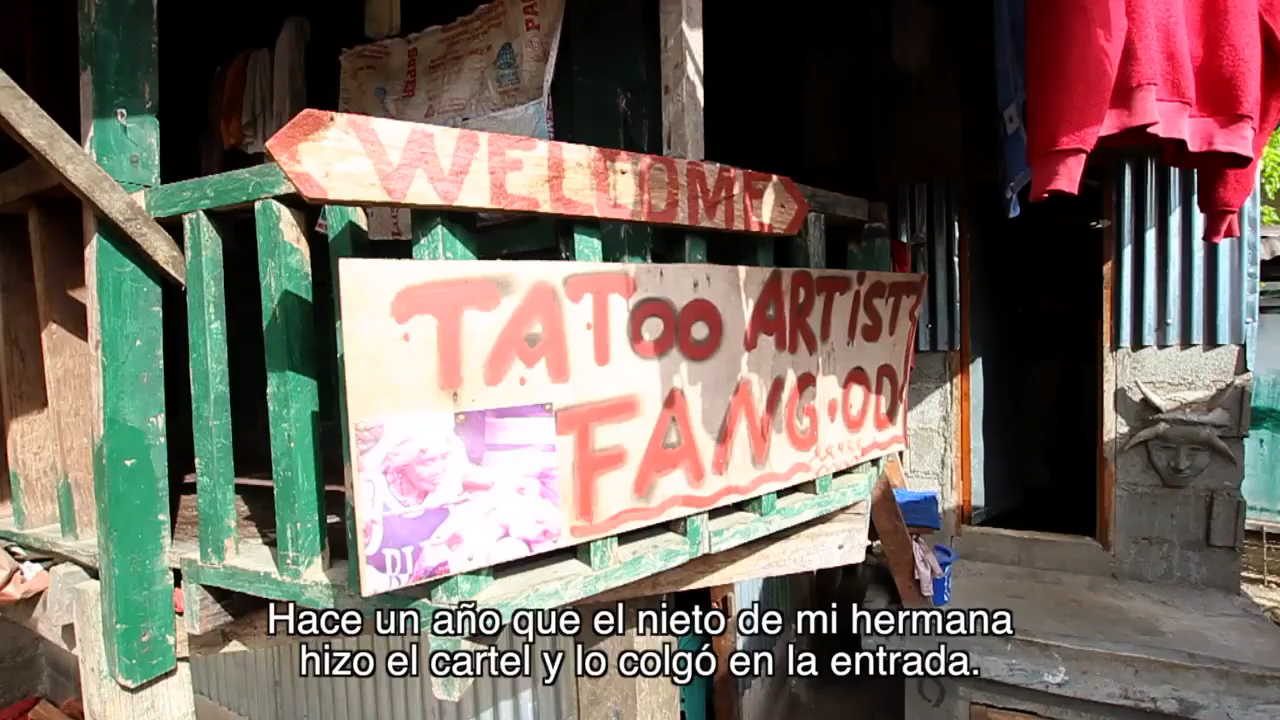 WELCOME
TATOO ARTIST
FANG-OD
Hace un año que el nieto de mi hermana
hizo el cartel y lo colgó en la entrada.